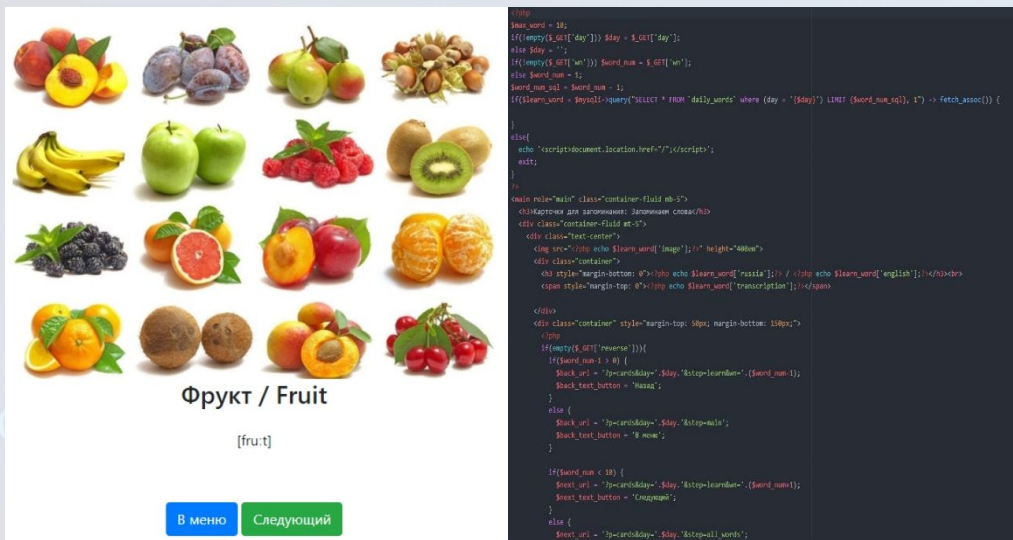 Фрукт / Fruit
[fru:t]
В меню
Следующий
<?php
$max_word = 10;
if(!empty($_GET['day'])) $day = $_GET['day'];
else $day = '';
if(!empty($_GET['wn'])) $word_num = $_GET['wn'];
else $word_num = 1;
$word_num_sql = $word_num - 1;
if($learn_word = $mysqli->query("SELECT * FROM `daily_words` where (day = '{$day}') LIMIT {$word_num_sql}, 1") -> fetch_assoc()) {
}
else{
echo '<script>document.location.href="/";</script>';
exit;
}
?>
<main role="main" class="container-fluid mb-5">
<h3>Карточки для запоминания: Запоминаем слова</h3>
<div class="container-fluid mt-5">
<div class="text-center">
<img src="<?php echo $learn_word['image'];?>" height="400em">
<div class="container">
<h3 style="margin-bottom: 0"><?php echo $learn_word['russia'];?> / <?php echo $learn_word['english'];?></h3><br>
<span style="margin-top: 0"><?php echo $learn_word['transcription'];?></span>
</div>
<div class="container" style="margin-top: 50px; margin-bottom: 150px;">
<?php
if(empty($_GET['reverse'])){
if($word_num-1 > 0) {
$back_url = '?p=cards&day='.$day.'&step=learn&wn='.($word_num-1);
$back_text_button = 'Назад';
}
else {
$back_url = '?p=cards&day='.$day.'&step=main';
$back_text_button = 'В меню';
}
if($word_num < 10) {
$next_url = '?p=cards&day='.$day.'&step=learn&wn='.($word_num+1);
$next_text_button = 'Следующий';
}
else {
$next_url = '?p=cards&day='.$day.'&step=all_words';